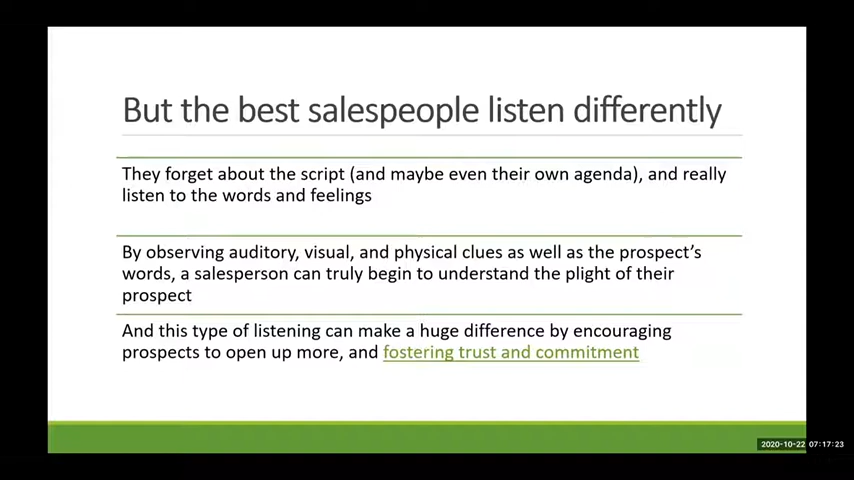 But the best salespeople listen differently
They forget about the script (and maybe even their own agenda), and really
listen to the words and feelings
By observing auditory, visual, and physical clues as well as the prospect's
words, a salesperson can truly begin to understand the plight of their
prospect
And this type of listening can make a huge difference by encouraging
prospects to open up more, and fostering trust and commitment
2020-10-22 07:17:23